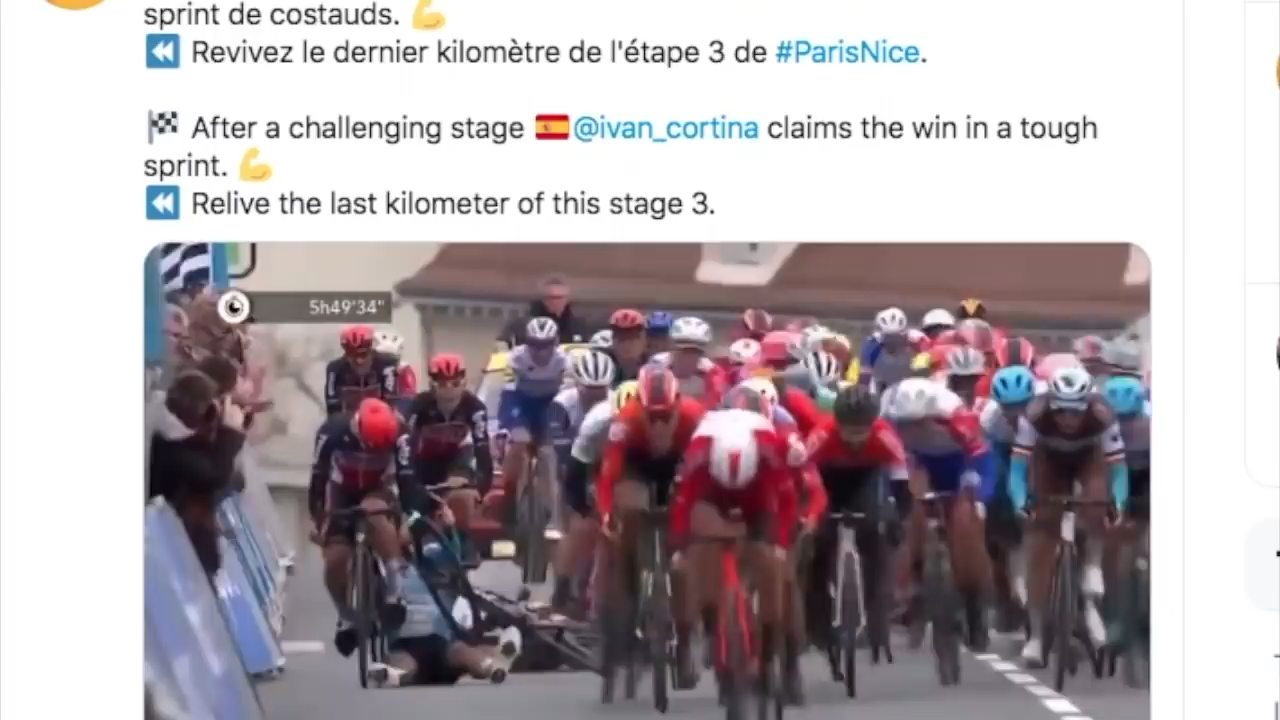 sprint de costauds. 💪
⏪ Revivez le dernier kilomètre de l'étape 3 de #ParisNice.
🏁 After a challenging stage 🇪🇸@ivan_cortina claims the win in a tough
sprint. 💪
⏪ Relive the last kilometer of this stage 3.
5h49'34"